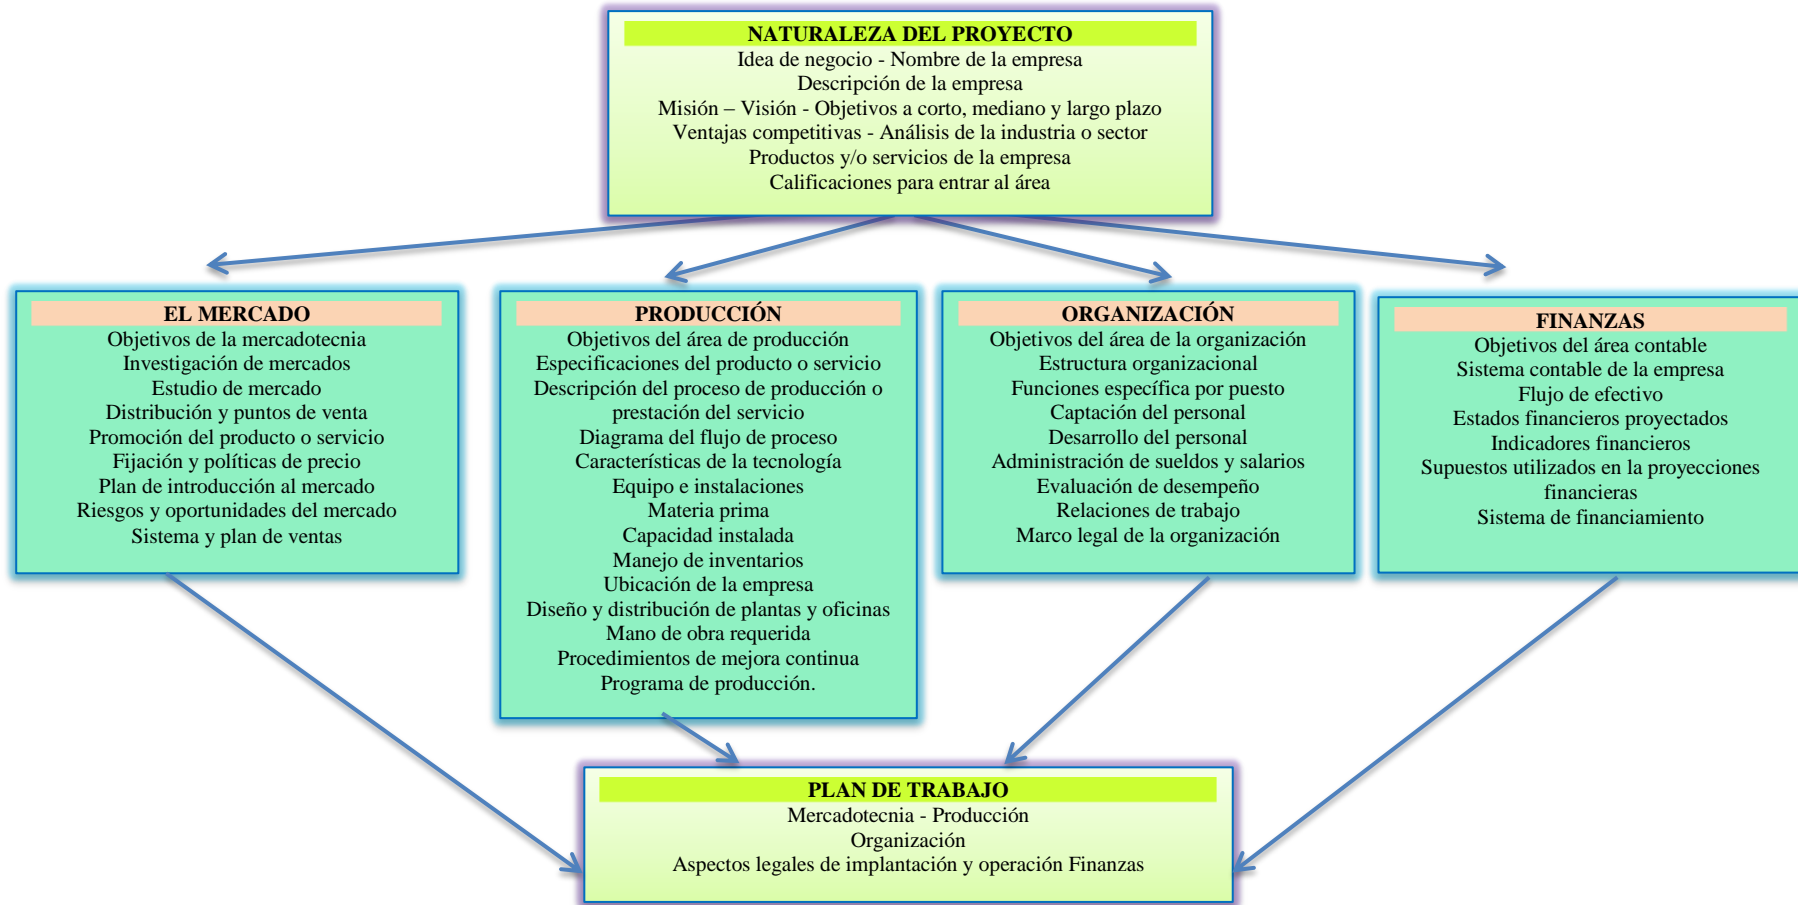 NATURALEZA DEL PROYECTO
Idea de negocio - Nombre de la empresa
Descripción de la empresa
Misión – Visión - Objetivos a corto, mediano y largo plazo
Ventajas competitivas - Análisis de la industria o sector
Productos y/o servicios de la empresa
Calificaciones para entrar al área
EL MERCADO
Objetivos de la mercadotecnia
Investigación de mercados
Estudio de mercado
Distribución y puntos de venta
Promoción del producto o servicio
Fijación y políticas de precio
Plan de introducción al mercado
Riesgos y oportunidades del mercado
Sistema y plan de ventas
PRODUCCIÓN
Objetivos del área de producción
Especificaciones del producto o servicio
Descripción del proceso de producción o
prestación del servicio
Diagrama del flujo de proceso
Características de la tecnología
Equipo e instalaciones
Materia prima
Capacidad instalada
Manejo de inventarios
Ubicación de la empresa
Diseño y distribución de plantas y oficinas
Mano de obra requerida
Procedimientos de mejora continua
Programa de producción.
ORGANIZACIÓN
Objetivos del área de la organización
Estructura organizacional
Funciones específica por puesto
Captación del personal
Desarrollo del personal
Administración de sueldos y salarios
Evaluación de desempeño
Relaciones de trabajo
Marco legal de la organización
FINANZAS
Objetivos del área contable
Sistema contable de la empresa
Flujo de efectivo
Estados financieros proyectados
Indicadores financieros
Supuestos utilizados en la proyecciones
financieras
Sistema de financiamiento
PLAN DE TRABAJO
Mercadotecnia - Producción
Organización
Aspectos legales de implantación y operación Finanzas